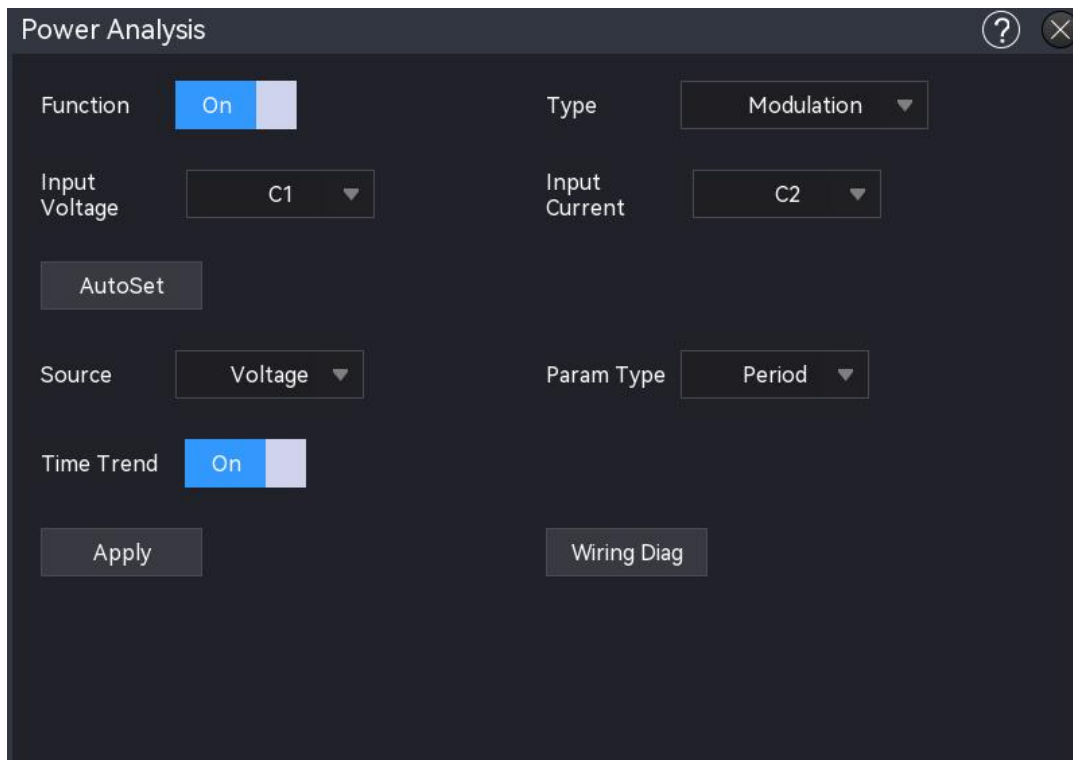 Power Analysis ?
Function On Type Modulation
Input Voltage C1 Input Current C2
AutoSet
Source Voltage Param Type Period
Time Trend On
Apply Wiring Diag